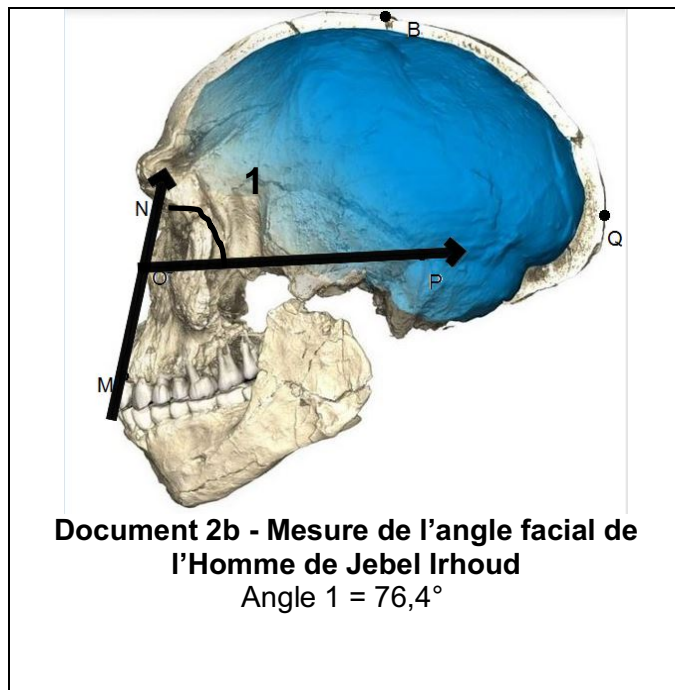 B
1
N
Q
O
P
M
Document 2b - Mesure de l'angle facial de
l'Homme de Jebel Irhoud
Angle 1 = 76,4°